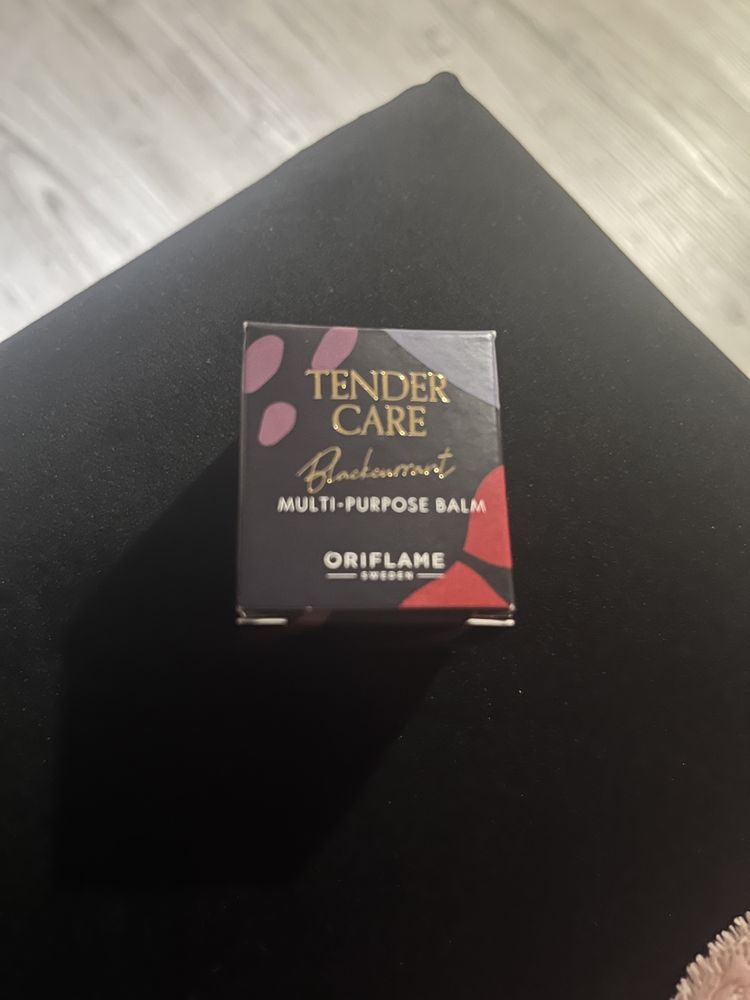 TENDER
CARE
Blackcurrant
MULTI-PURPOSE BALM
ORIFLAME
SWEDEN